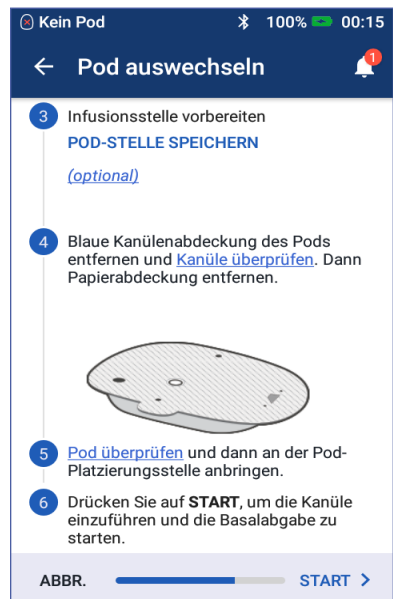 Kein Pod 100% 00:15
Pod auswechseln 1
3 Infusionsstelle vorbereiten
POD-STELLE SPEICHERN
(optional)
4 Blaue Kanülenabdeckung des Pods
entfernen und Kanüle überprüfen. Dann
Papierabdeckung entfernen.
5 Pod überprüfen und dann an der Pod-
Platzierungsstelle anbringen.
6 Drücken Sie auf START, um die Kanüle
einzuführen und die Basalabgabe zu
starten.
ABBR. START